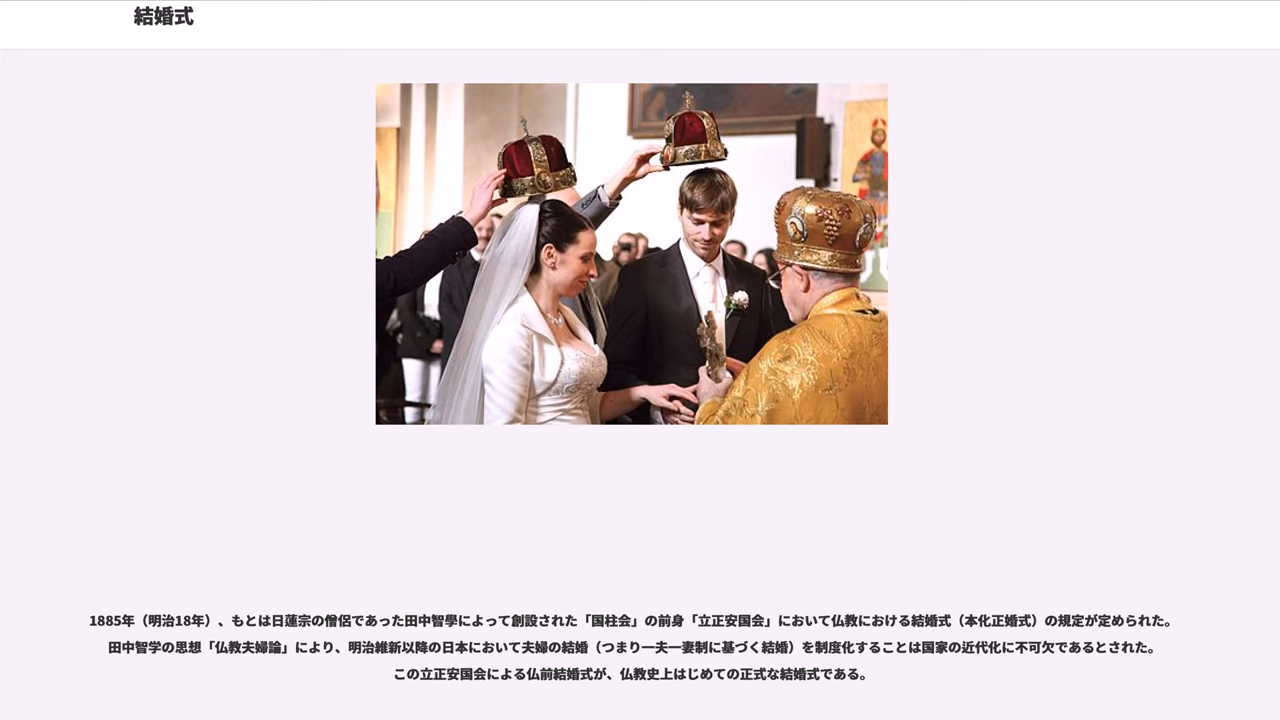 結婚式
1885年（明治18年）、もとは日蓮宗の僧侶であった田中智學によって創設された「国柱会」の前身「立正安国会」において仏教における結婚式（本化正婚式）の規定が定められた。
田中智学の思想「仏教夫婦論」により、明治維新以降の日本において夫婦の結婚（つまり一夫一妻制に基づく結婚）を制度化することは国家の近代化に不可欠であるとされた。
この立正安国会による仏前結婚式が、仏教史上はじめての正式な結婚式である。